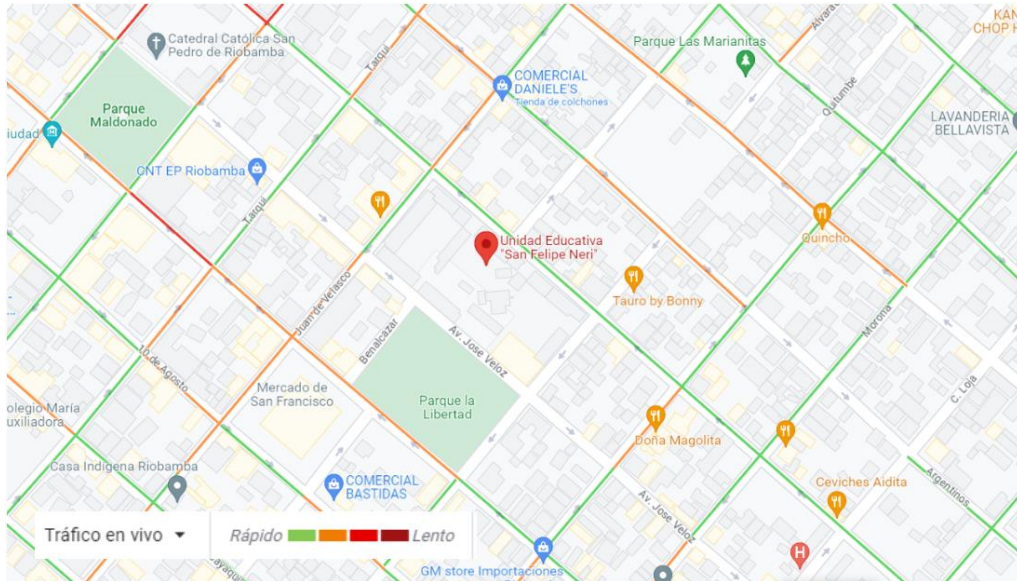 Catedral Católica San
Pedro de Riobamba
Tarqui
Parque Las Marianitas
KAN
CHOP H
COMERCIAL
DANIELE'S
Tienda de colchones
Quitumbe
Parque
Maldonado
LAVANDERIA
BELLAVISTA
iudad
CNT EP Riobamba
Tarqui
Unidad Educativa
"San Felipe Neri"
Quincho
Tauro by Bonny
Juan de Velasco
Morona
Benalcazar
Av. Jose Veloz
10 de Agosto
Mercado de
San Francisco
C. Loja
Parque la
Libertad
olegio María
uxiliadora
Doña Magolita
Casa Indígena Riobamba
COMERCIAL
BASTIDAS
Ceviches Aidita
Argentinos
Av. Jose Veloz
Tráfico en vivo
Rápido
Lento
H
GM store Importaciones